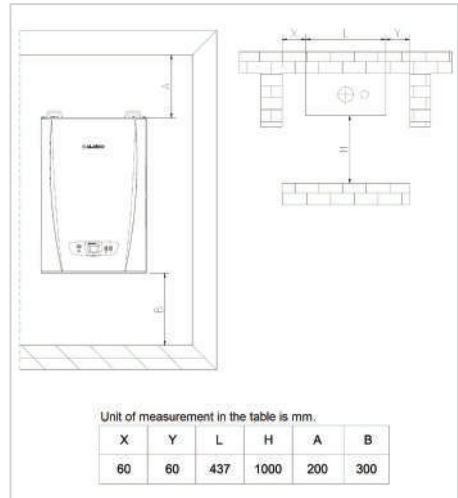 X L Y
A
H
B
Unit of measurement in the table is mm.
X Y L H A B
60 60 437 1000 200 300